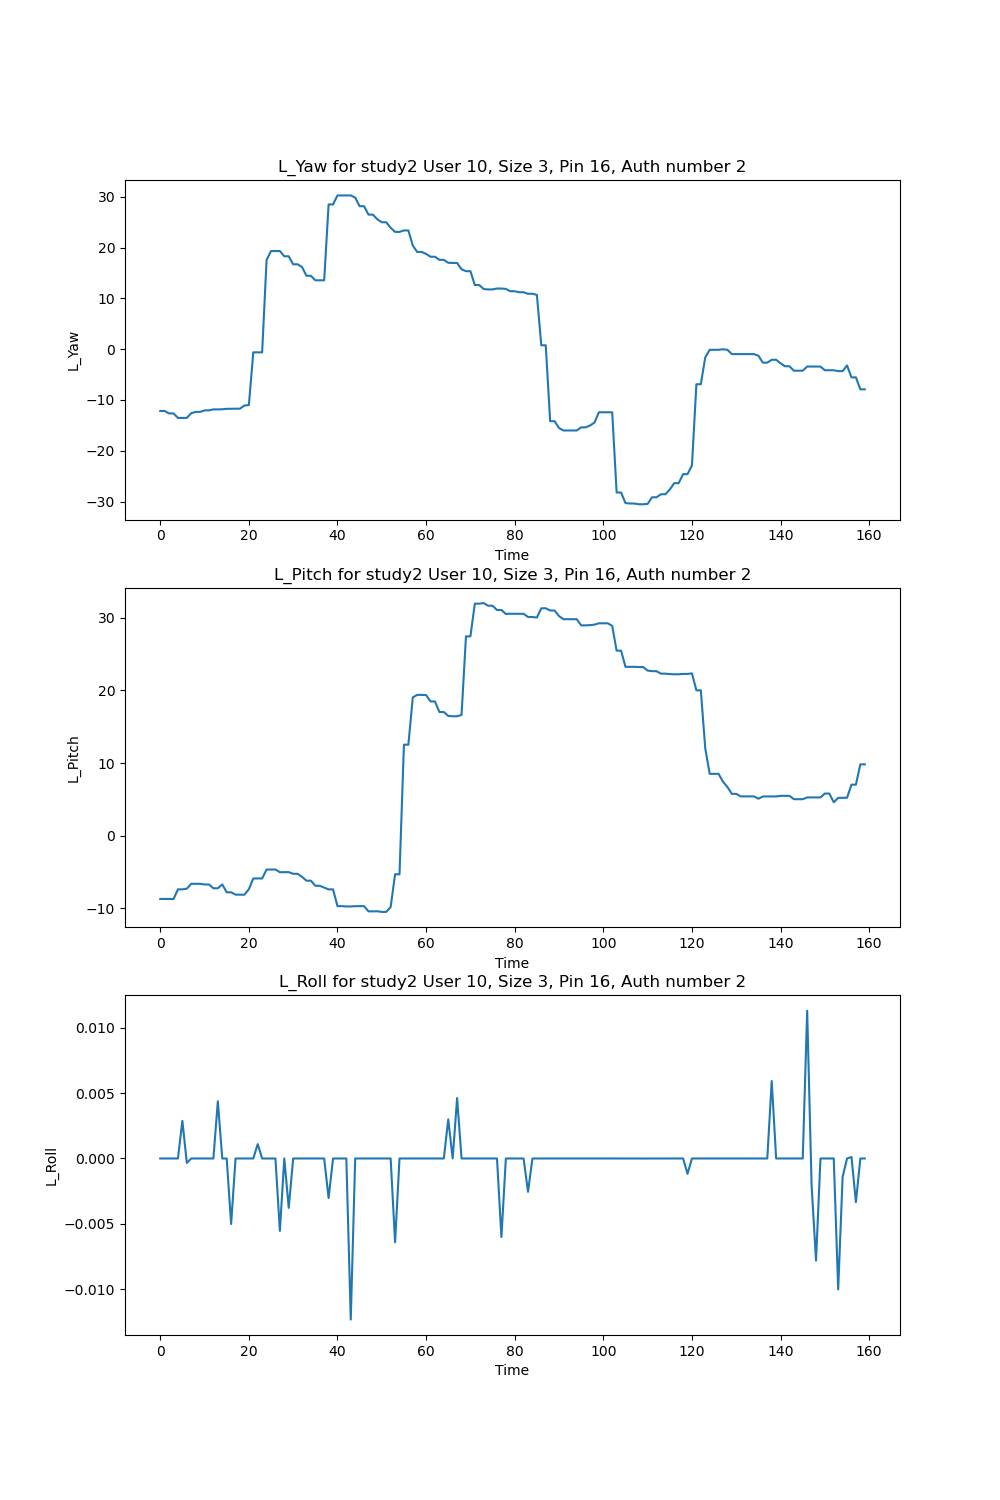 L_Yaw for study2 User 10, Size 3, Pin 16, Auth number 2
30
20
10
0
−10
−20
−30
L_Yaw
0 20 40 60 80 100 120 140 160
Time
L_Pitch for study2 User 10, Size 3, Pin 16, Auth number 2
30
20
10
0
−10
L_Pitch
0 20 40 60 80 100 120 140 160
Time
L_Roll for study2 User 10, Size 3, Pin 16, Auth number 2
0.010
0.005
0.000
−0.005
−0.010
L_Roll
0 20 40 60 80 100 120 140 160
Time